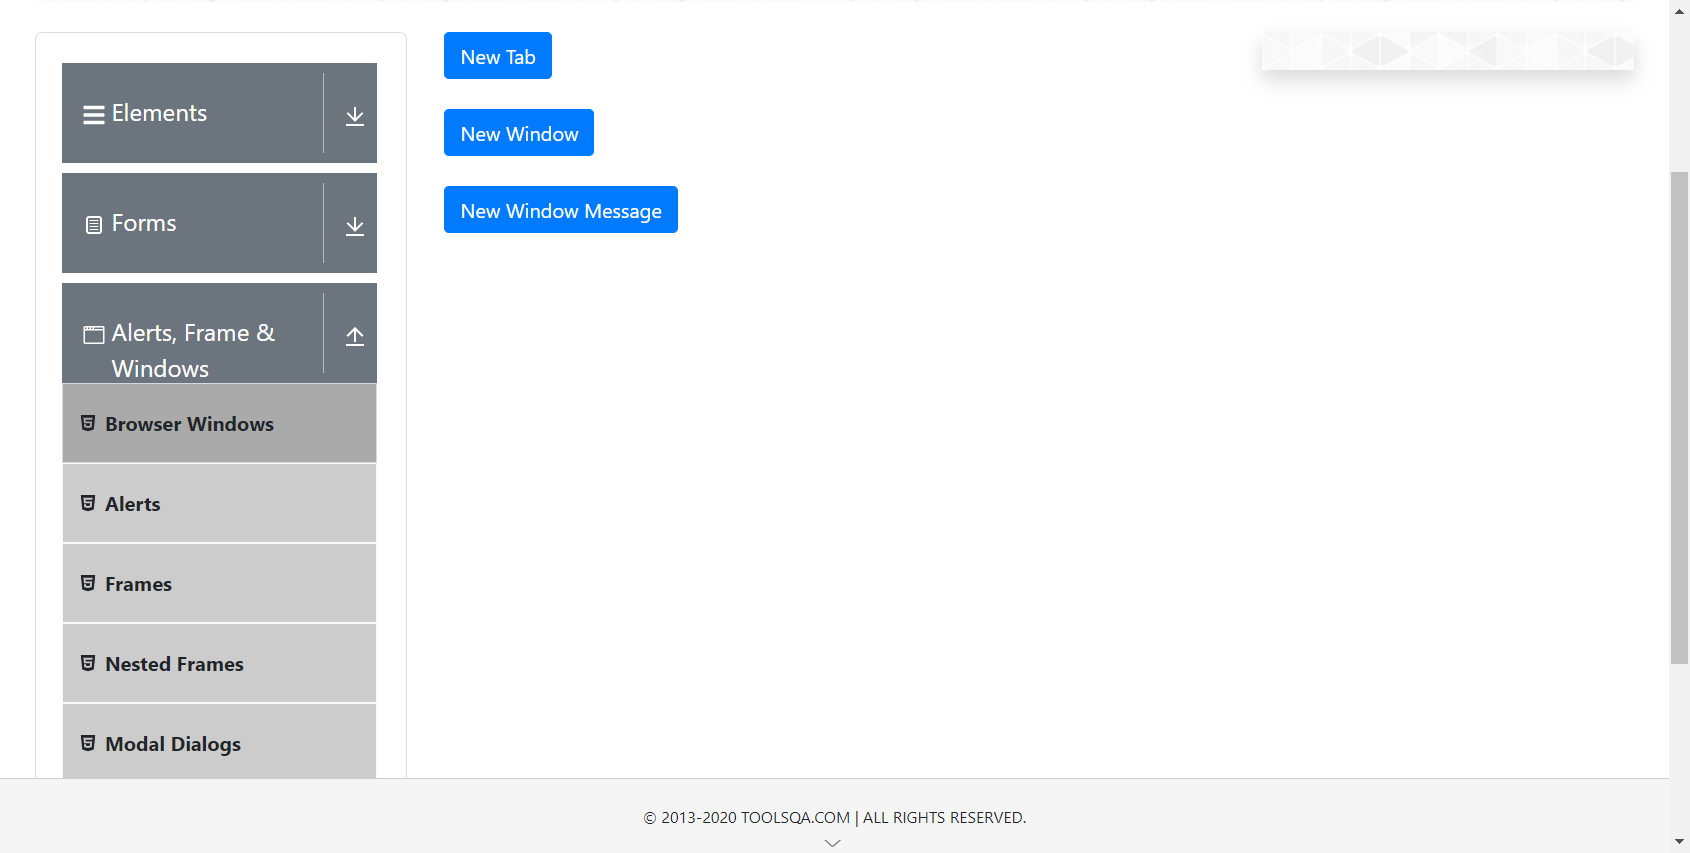 Elements
Forms
Alerts, Frame &
Windows
Browser Windows
Alerts
Frames
Nested Frames
Modal Dialogs
New Tab
New Window
New Window Message
© 2013-2020 TOOLSQA.COM | ALL RIGHTS RESERVED.